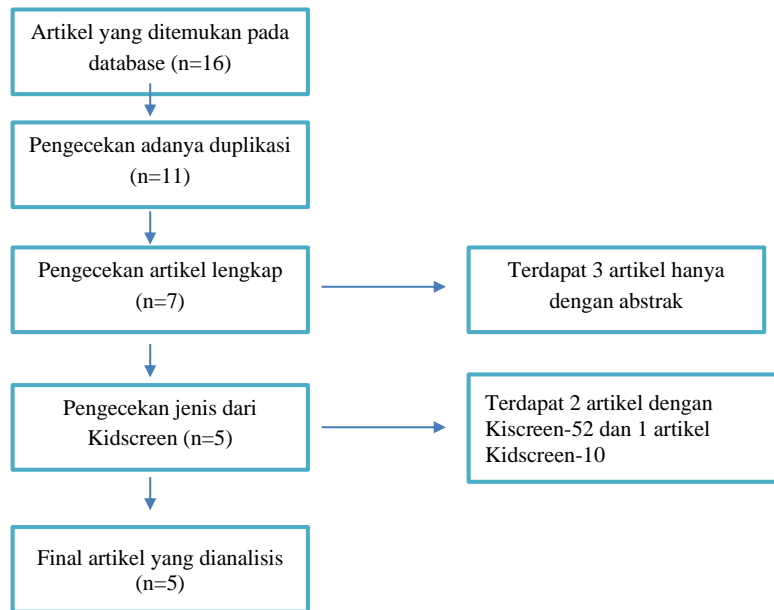 Artikel yang ditemukan pada
database (n=16)
Pengecekan adanya duplikasi
(n=11)
Pengecekan artikel lengkap
(n=7)
Terdapat 3 artikel hanya
dengan abstrak
Pengecekan jenis dari
Kidscreen (n=5)
Terdapat 2 artikel dengan
Kiscreen-52 dan 1 artikel
Kidscreen-10
Final artikel yang dianalisis
(n=5)